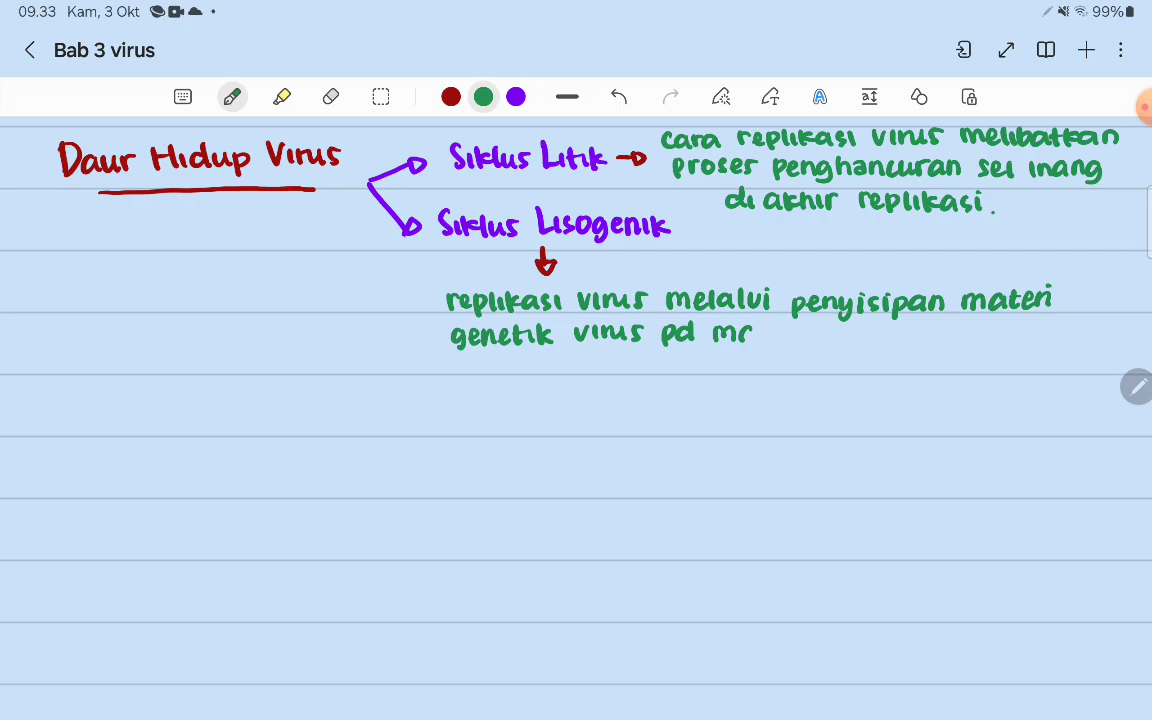 09.33 Kam, 3 Okt
99%
Bab 3 virus
Daur Hidup Virus
Siklus Litik
cara replikasi virus melibatkan
proses penghancuran sel inang
di akhir replikasi.
Siklus Lisogenik
replikasi virus melalui penyisipan materi
genetik virus pd mr